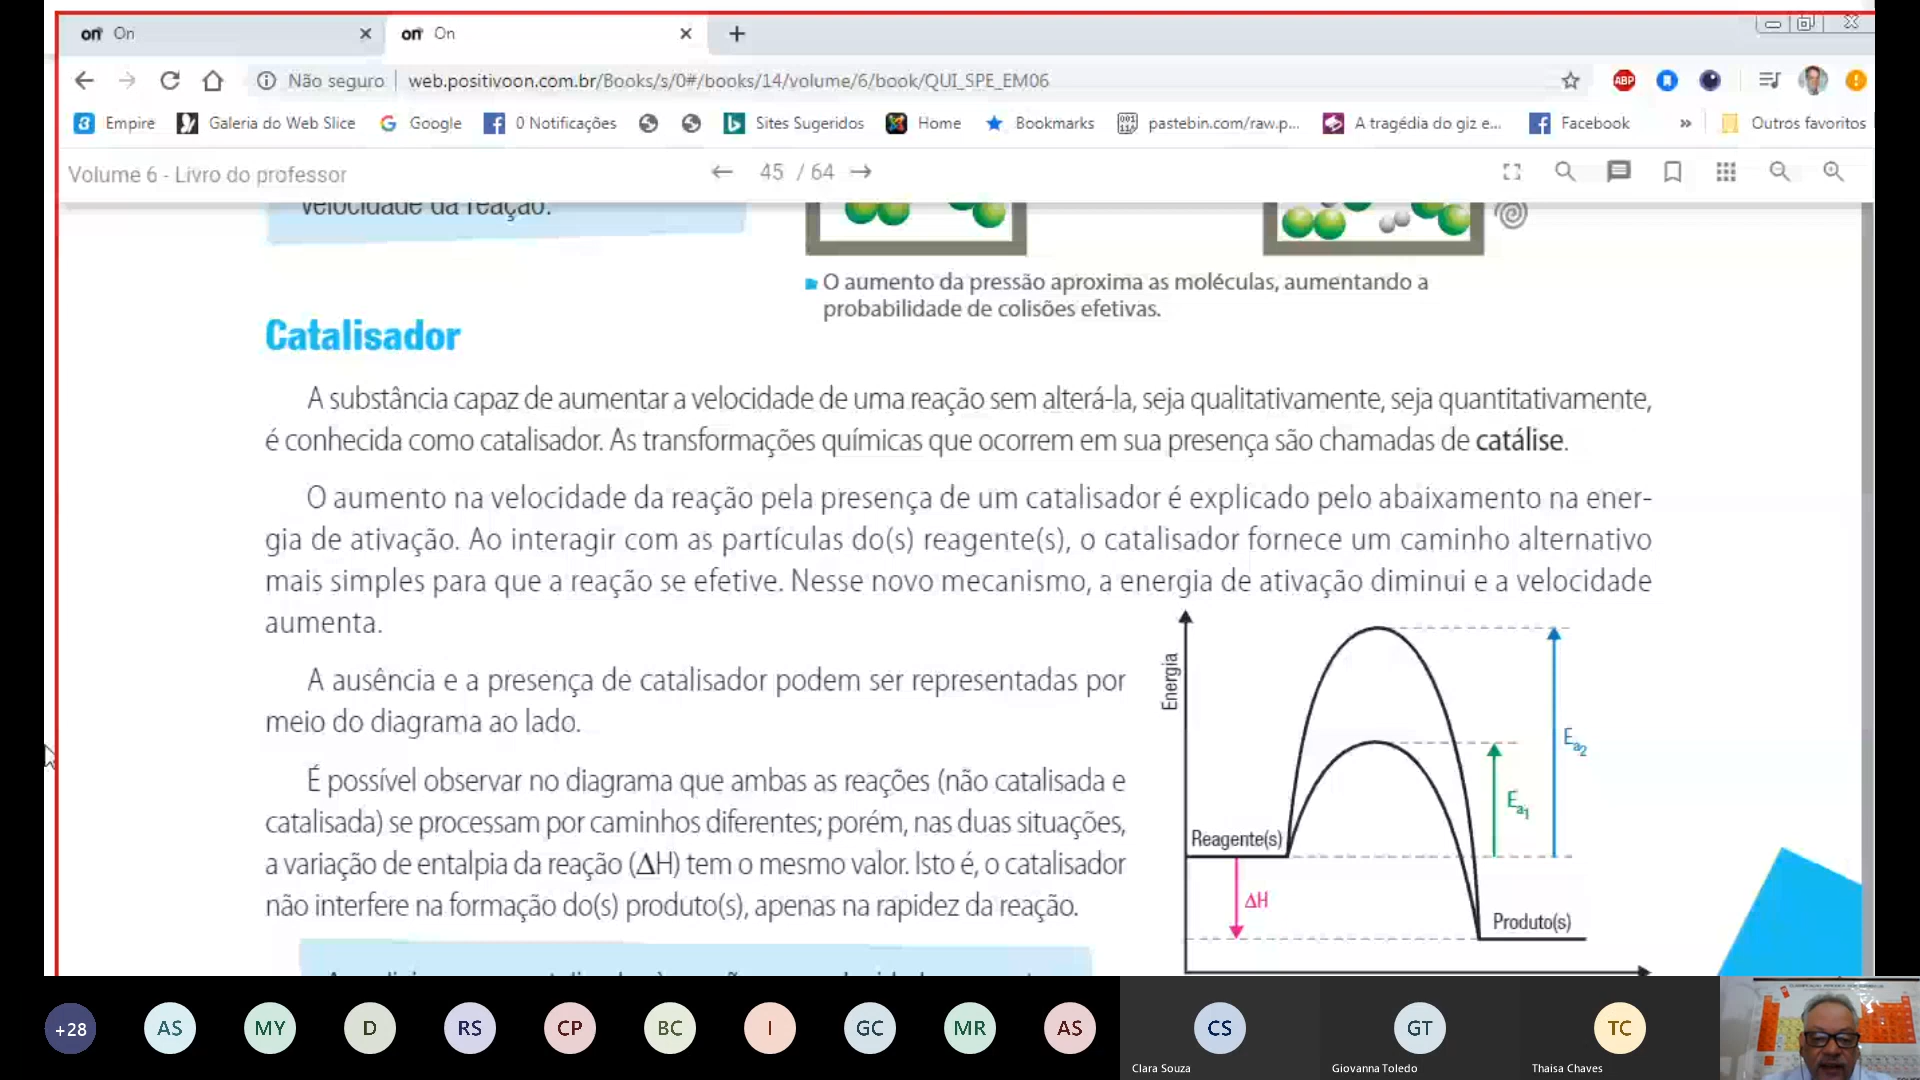 on On
on On
Não seguro web.positivoon.com.br/Books/s/0#/books/14/volume/6/book/QUI_SPE_EM06
ABP
Empire Galeria do Web Slice Google 0 Notificações Sites Sugeridos Home Bookmarks pastebin.com/raw.p... A tragédia do giz e... Facebook » Outros favoritos
Volume 6 - Livro do professor 45 / 64
velocidade da reação.
O aumento da pressão aproxima as moléculas, aumentando a
probabilidade de colisões efetivas.
Catalisador
A substância capaz de aumentar a velocidade de uma reação sem alterá-la, seja qualitativamente, seja quantitativamente,
é conhecida como catalisador. As transformações químicas que ocorrem em sua presença são chamadas de catálise.
O aumento na velocidade da reação pela presença de um catalisador é explicado pelo abaixamento na ener-
gia de ativação. Ao interagir com as partículas do(s) reagente(s), o catalisador fornece um caminho alternativo
mais simples para que a reação se efetive. Nesse novo mecanismo, a energia de ativação diminui e a velocidade
aumenta.
A ausência e a presença de catalisador podem ser representadas por
meio do diagrama ao lado.
É possível observar no diagrama que ambas as reações (não catalisada e
catalisada) se processam por caminhos diferentes; porém, nas duas situações,
a variação de entalpia da reação (ΔH) tem o mesmo valor. Isto é, o catalisador
não interfere na formação do(s) produto(s), apenas na rapidez da reação.
Energia
Ea2
Ea1
Reagente(s)
ΔH
Produto(s)
+28 AS MY D RS CP BC I GC MR AS CS GT TC
Clara Souza Giovanna Toledo Thaisa Chaves